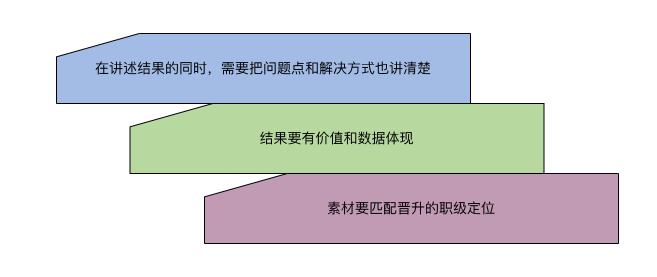 在讲述结果的同时，需要把问题点和解决方式也讲清楚
结果要有价值和数据体现
素材要匹配晋升的职级定位